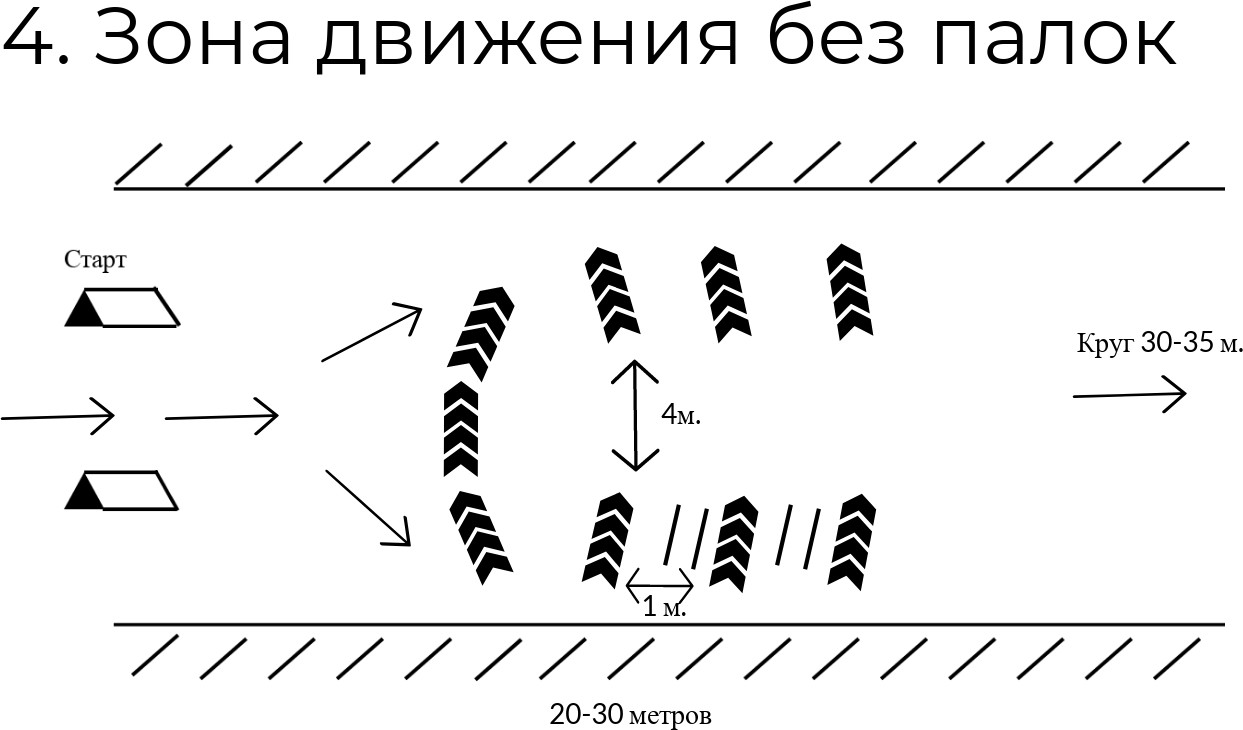 4. Зона движения без палок
Старт
Круг 30-35 м.
4м.
1 м.
20-30 метров